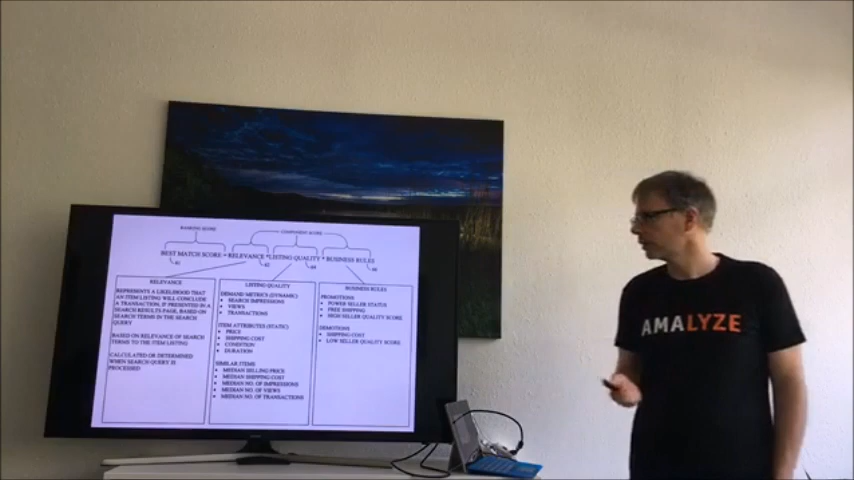 RANKING SCORE
COMPONENT SCORE
BEST MATCH SCORE = RELEVANCE * LISTING QUALITY * BUSINESS RULES
RELEVANCE
REPRESENTS A LIKELIHOOD THAT
AN ITEM LISTING WILL CONCLUDE
A TRANSACTION, IF PRESENTED IN A
SEARCH RESULTS PAGE, BASED ON
SEARCH TERMS IN THE SEARCH
QUERY
BASED ON RELEVANCE OF SEARCH
TERMS TO THE ITEM LISTING
CALCULATED OR DETERMINED
WHEN SEARCH QUERY IS
PROCESSED
LISTING QUALITY
DEMAND METRICS (DYNAMIC)
• SEARCH IMPRESSIONS
• VIEWS
• TRANSACTIONS
ITEM ATTRIBUTES (STATIC)
• PRICE
• SHIPPING COST
• CONDITION
• DURATION
SIMILAR ITEMS
• MEDIAN SELLING PRICE
• MEDIAN SHIPPING COST
• MEDIAN NO. OF IMPRESSIONS
• MEDIAN NO. OF VIEWS
• MEDIAN NO. OF TRANSACTIONS
BUSINESS RULES
PROMOTIONS
• POWER SELLER STATUS
• FREE SHIPPING
• HIGH SELLER QUALITY SCORE
DEMOTIONS
• SHIPPING COST
• LOW SELLER QUALITY SCORE
AMALYZE